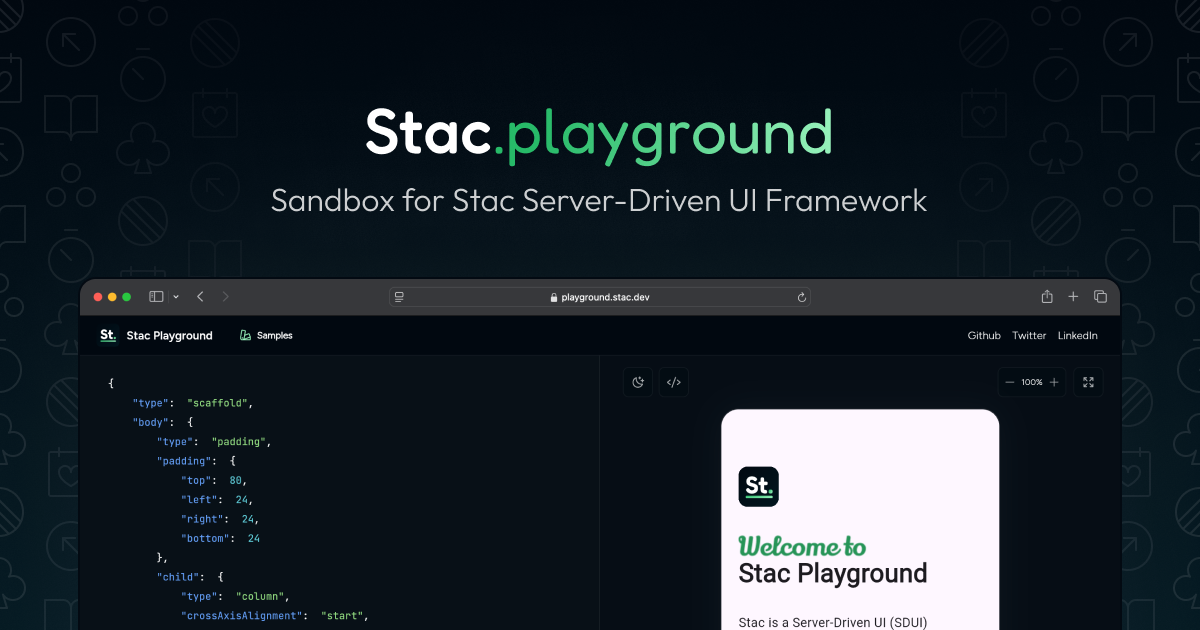 Stac.playground
Sandbox for Stac Server-Driven UI Framework
playground.stac.dev
St. Stac Playground Samples Github Twitter LinkedIn
{
"type": "scaffold",
"body": {
"type": "padding",
"padding": {
"top": 80,
"left": 24,
"right": 24,
"bottom": 24
},
"child": {
"type": "column",
"crossAxisAlignment": "start",
</> 100%
St.
Welcome to
Stac Playground
Stac is a Server-Driven UI (SDUI)